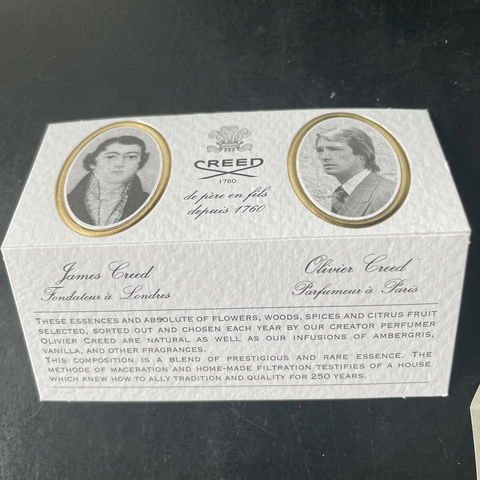 CREED
1760
de père en fils
depuis 1760
James Creed
Fondateur à Londres
Olivier Creed
Parfumeur à Paris
THESE ESSENCES AND ABSOLUTE OF FLOWERS, WOODS, SPICES AND CITRUS FRUIT
SELECTED, SORTED OUT AND CHOSEN EACH YEAR BY OUR CREATOR PERFUMER
OLIVIER CREED ARE NATURAL AS WELL AS OUR INFUSIONS OF AMBERGRIS,
VANILLA, AND OTHER FRAGRANCES.
THIS COMPOSITION IS A BLEND OF PRESTIGIOUS AND RARE ESSENCE. THE
METHODE OF MACERATION AND HOME-MADE FILTRATION TESTIFIES OF A HOUSE
WHICH KNEW HOW TO ALLY TRADITION AND QUALITY FOR 250 YEARS.